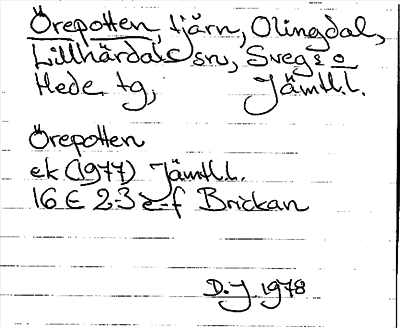 Örepotten, tjärn, Olingdal,
Lillhärdals sn, Svegs o
Hede tg, Jämtl.l.
Örepotten
ek (1977) Jämtl.l.
16 E 2-3 e-f Brickan
D.J. 1978